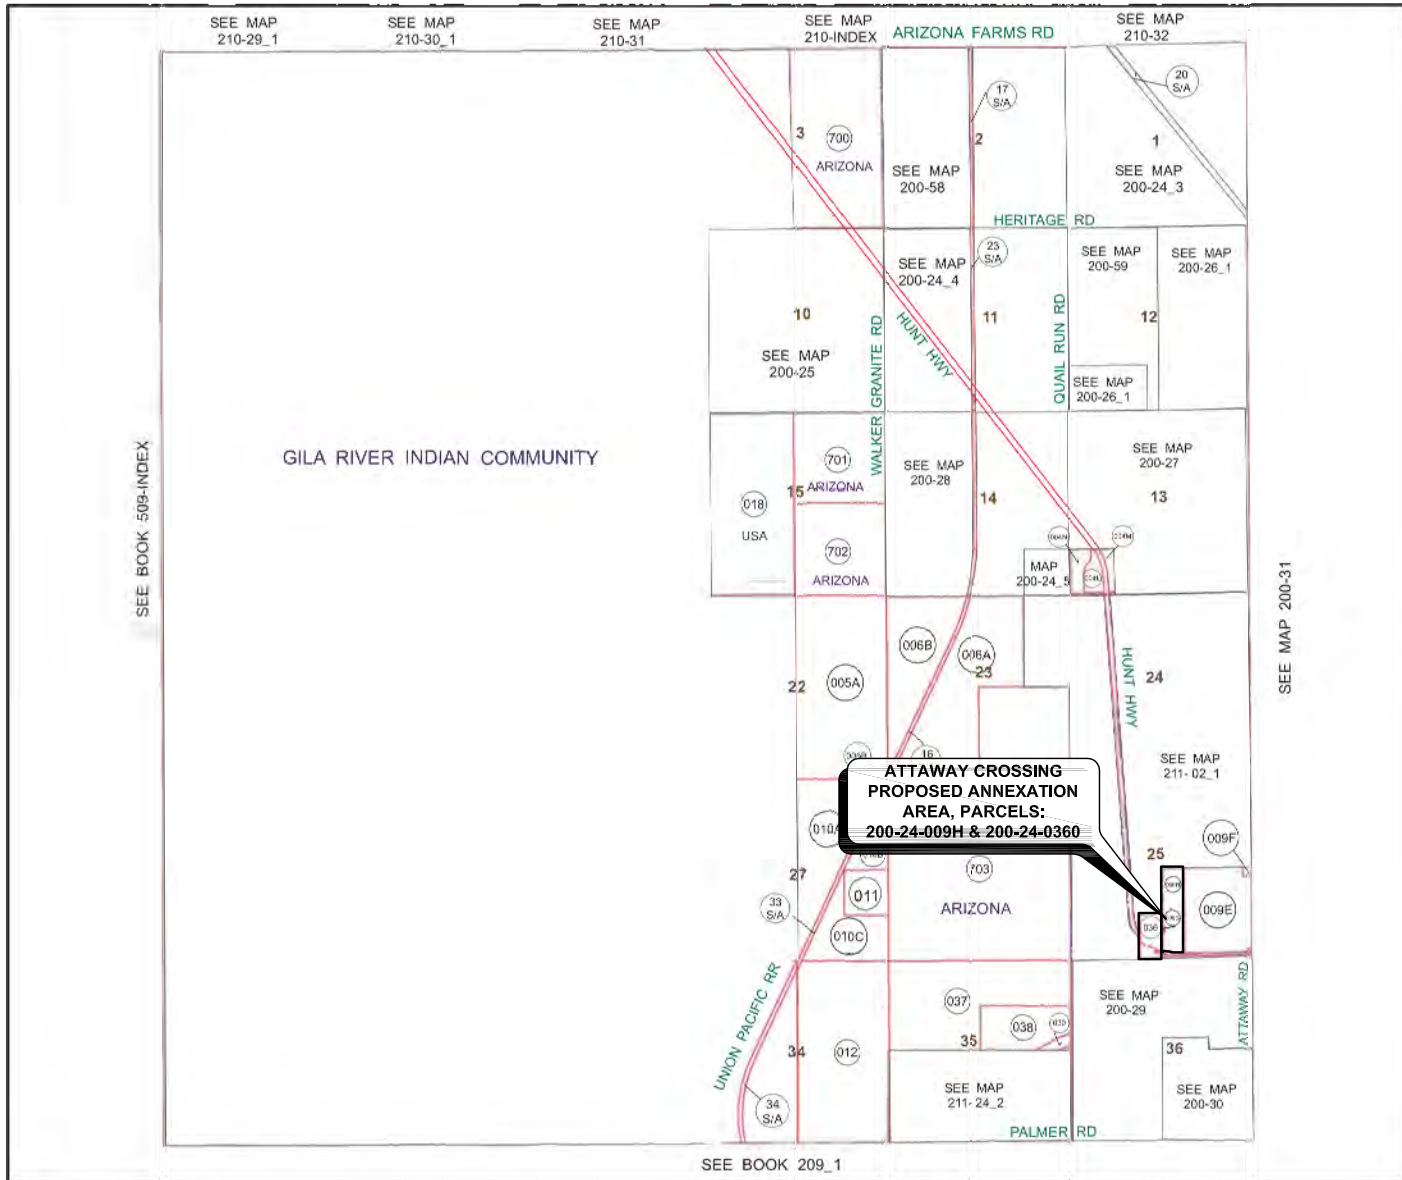 SEE MAP
210-29_1
SEE MAP
210-30_1
SEE MAP
210-31
SEE MAP
210-INDEX
ARIZONA FARMS RD
SEE MAP
210-32
17
S/A
20
S/A
3
700
ARIZONA
2
1
SEE MAP
200-58
SEE MAP
200-24_3
HERITAGE RD
23
S/A
SEE MAP
200-24_4
SEE MAP
200-59
SEE MAP
200-26_1
10
11
12
HUNT HWY
WALKER GRANITE RD
QUAIL RUN RD
SEE MAP
200-25
SEE MAP
200-26_1
SEE BOOK 509-INDEX
GILA RIVER INDIAN COMMUNITY
701
ARIZONA
15
SEE MAP
200-28
14
SEE MAP
200-27
13
018
USA
702
ARIZONA
MAP
200-24_5
SEE MAP 200-31
006B
006A
23
22
005A
HUNT HWY
24
16
SEE MAP
211-02_1
ATTAWAY CROSSING
PROPOSED ANNEXATION
AREA, PARCELS:
200-24-009H & 200-24-0360
010A
009F
25
27
703
ARIZONA
011
009E
33
S/A
010C
036
UNION PACIFIC RR
037
SEE MAP
200-29
ATTAWAY RD
038
35
34
012
36
SEE MAP
211-24_2
SEE MAP
200-30
34
S/A
PALMER RD
SEE BOOK 209_1